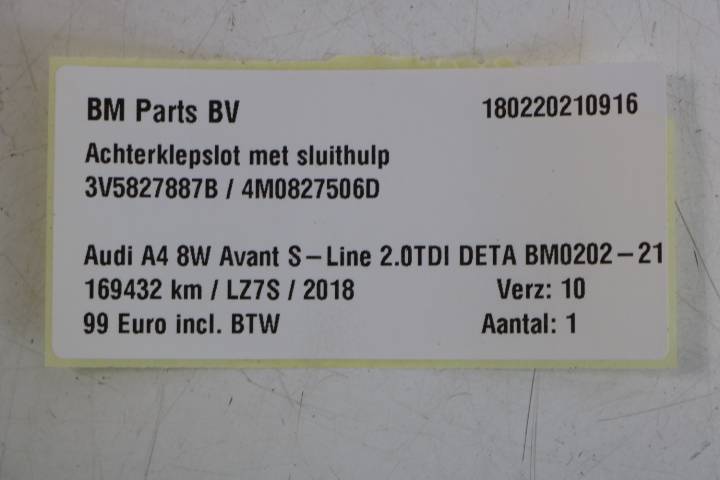 BM Parts BV 180220210916
Achterklepslot met sluithulp
3V5827887B / 4M0827506D
Audi A4 8W Avant S-Line 2.0TDI DETA BM0202-21
169432 km / LZ7S / 2018 Verz: 10
99 Euro incl. BTW Aantal: 1